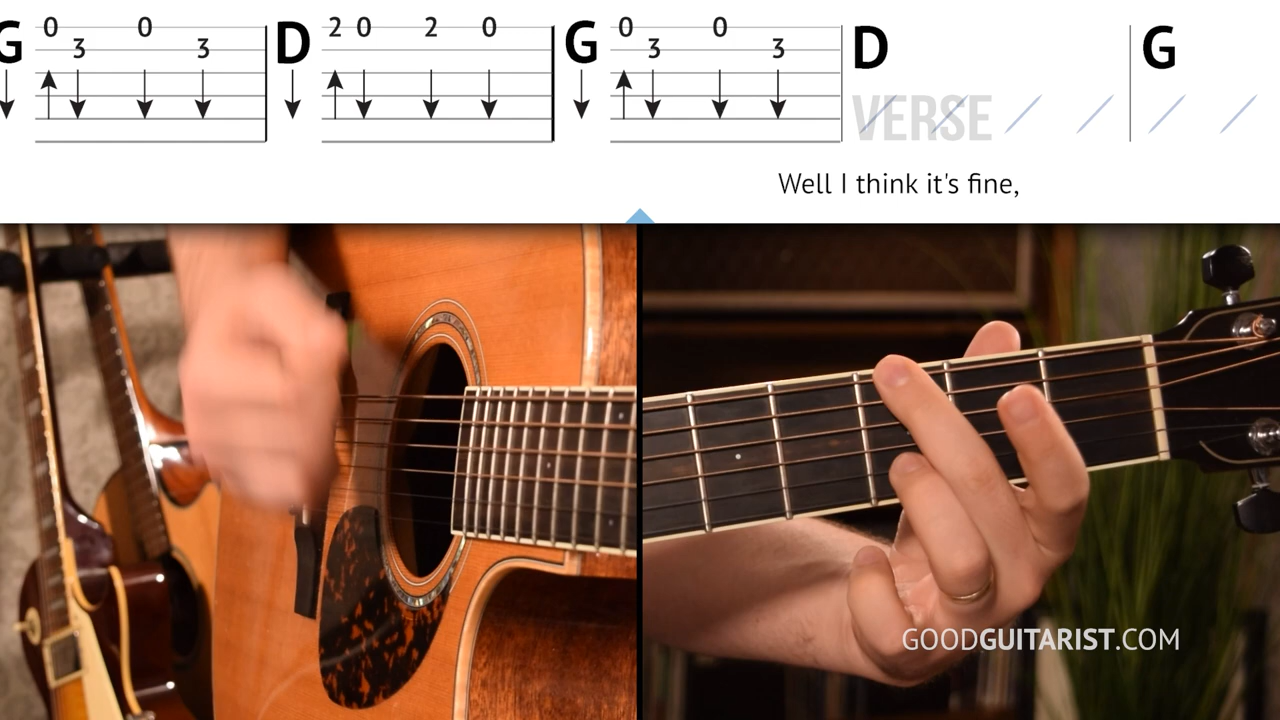 G 0 3 0 3 D 2 0 2 0 G 0 3 0 3 D G
VERSE
Well I think it's fine,
GOODGUITARIST.COM